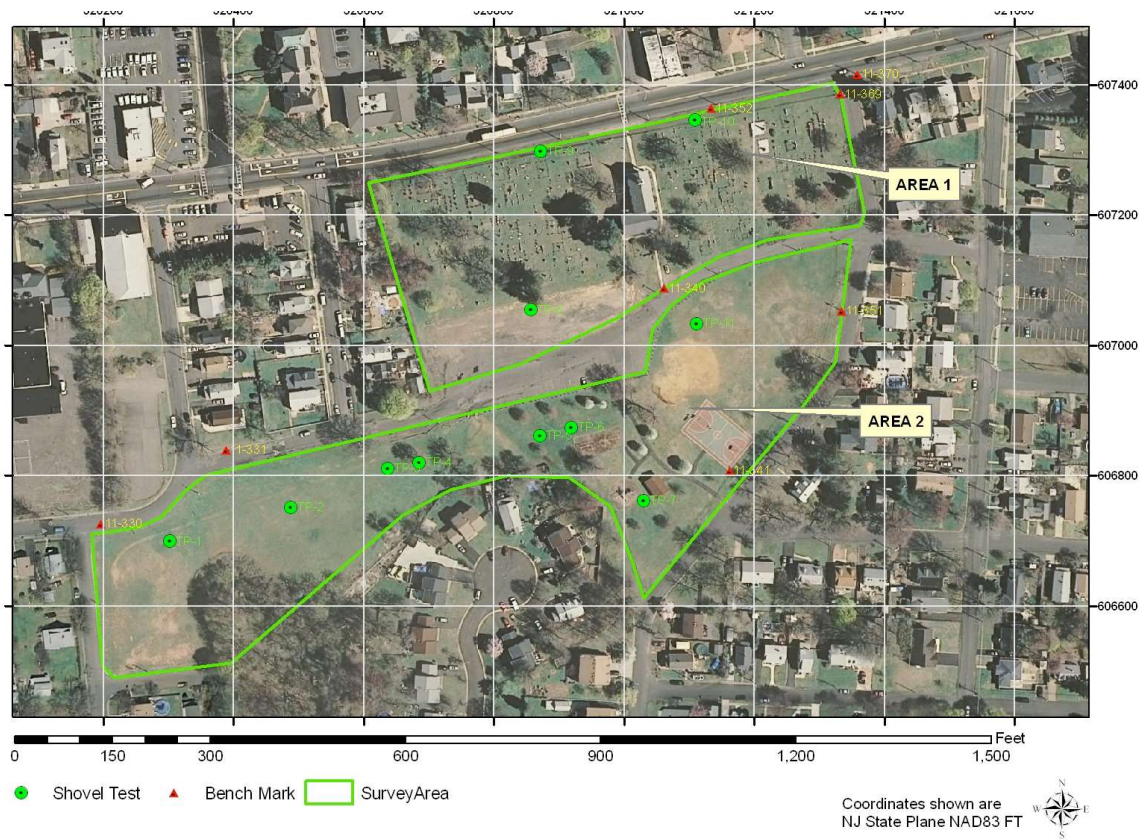 11-370
607400
11-369
11-352
TP-10
TP-9
AREA 1
607200
11-340
11-351
TP-11
607000
AREA 2
TP-6
TP-5
11-331
TP-4
11-341
606800
TP-7
TP-2
11-330
TP-1
606600
0 150 300 600 900 1,200 1,500 Feet
Shovel Test Bench Mark SurveyArea
Coordinates shown are
NJ State Plane NAD83 FT
N
W E
S